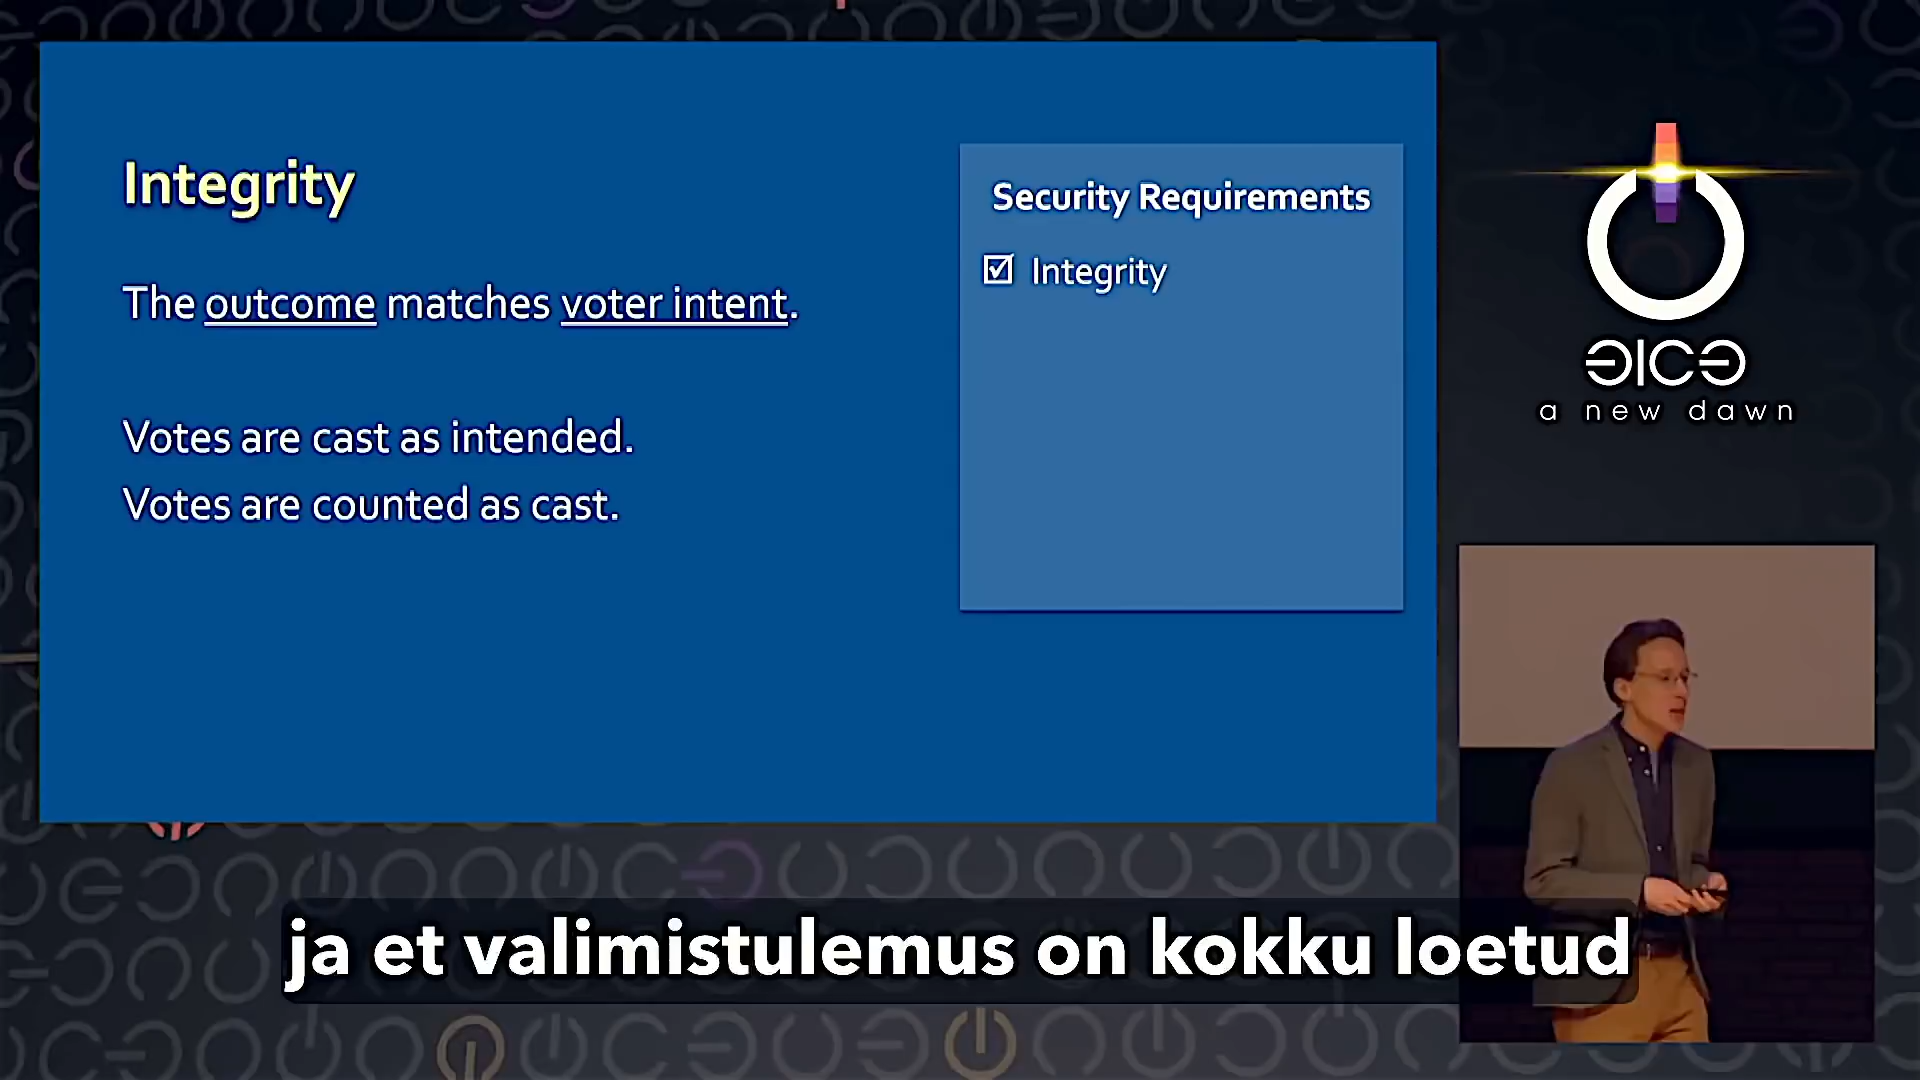 Integrity
The outcome matches voter intent.
Votes are cast as intended.
Votes are counted as cast.
Security Requirements
☑ Integrity
a new dawn
ja et valimistulemus on kokku loetud